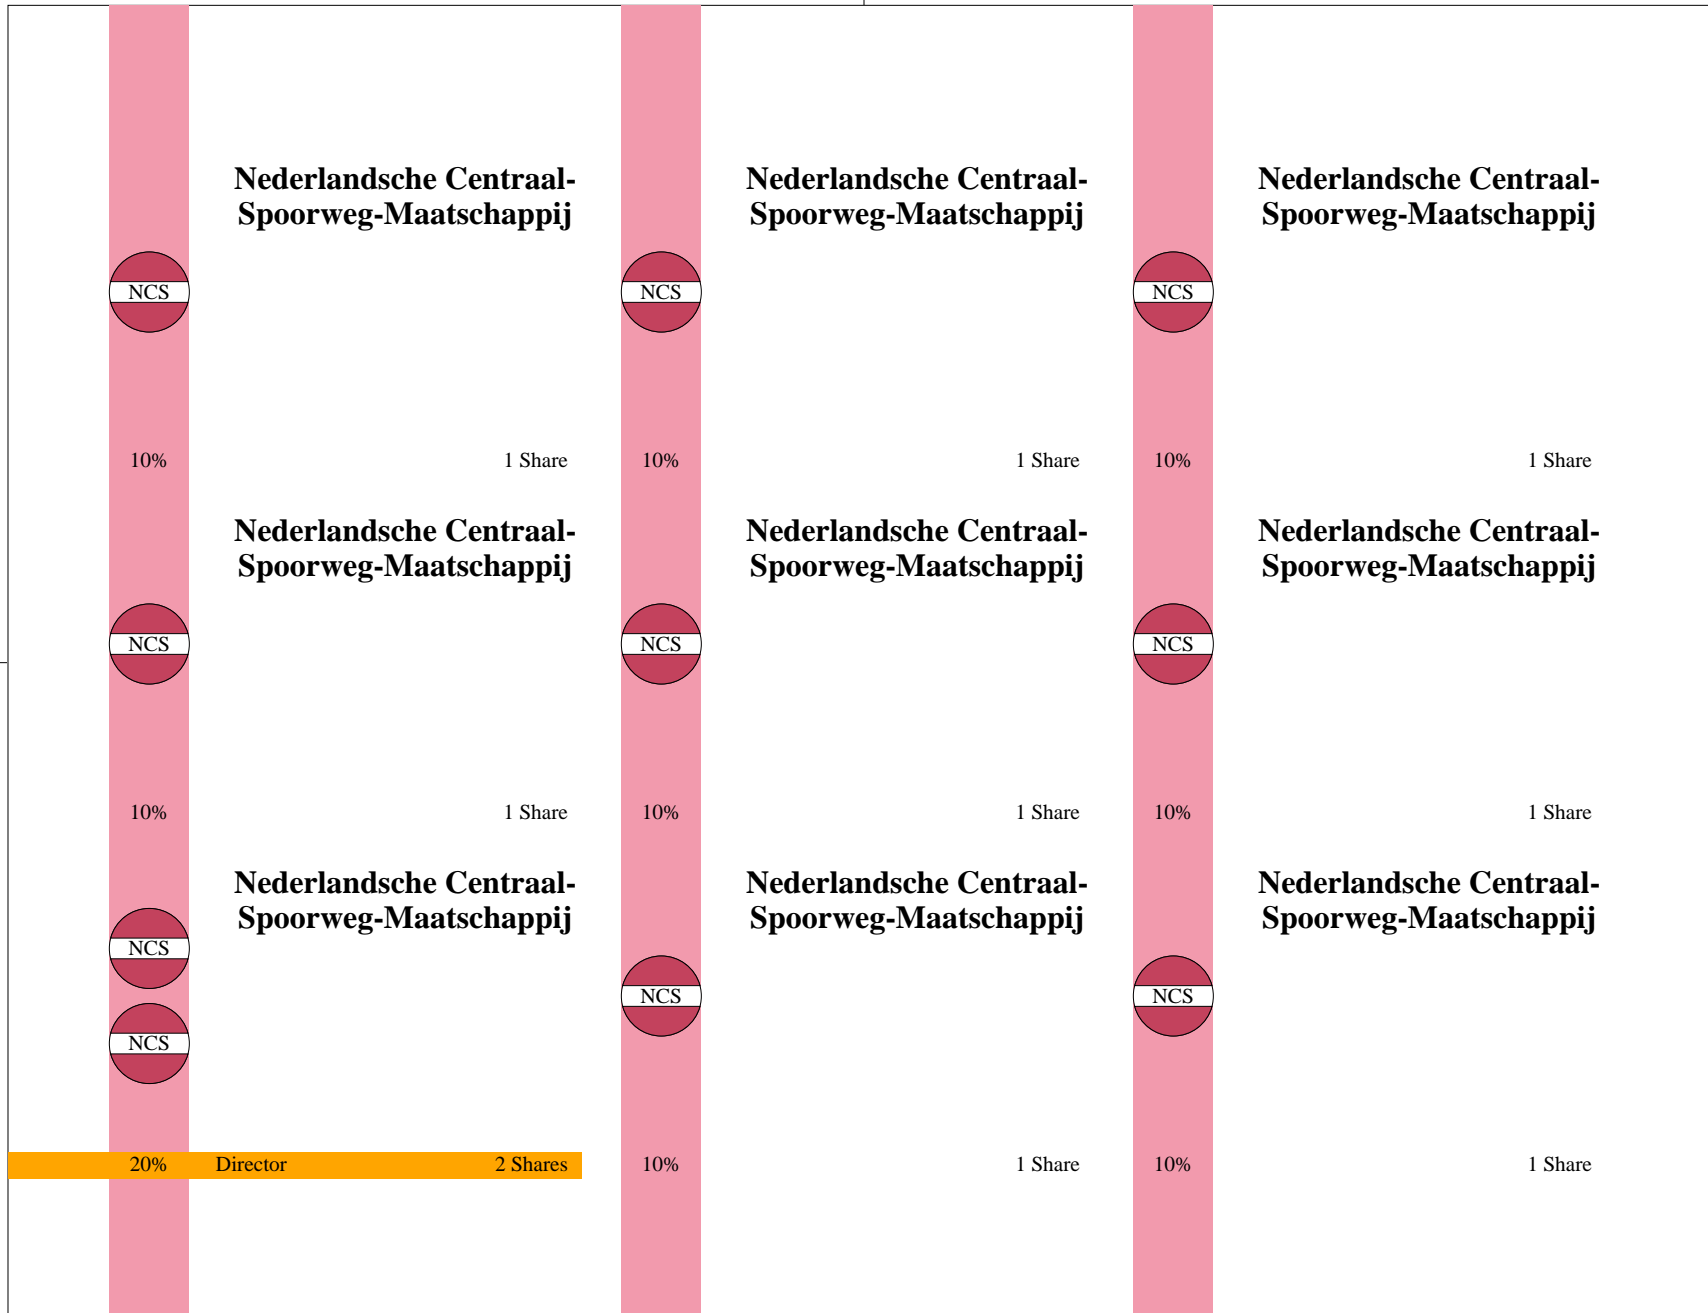 Nederlandsche Centraal-
Spoorweg-Maatschappij
NCS
10%
1 Share
Nederlandsche Centraal-
Spoorweg-Maatschappij
NCS
10%
1 Share
Nederlandsche Centraal-
Spoorweg-Maatschappij
NCS
10%
1 Share
Nederlandsche Centraal-
Spoorweg-Maatschappij
NCS
10%
1 Share
Nederlandsche Centraal-
Spoorweg-Maatschappij
NCS
10%
1 Share
Nederlandsche Centraal-
Spoorweg-Maatschappij
NCS
10%
1 Share
Nederlandsche Centraal-
Spoorweg-Maatschappij
NCS
NCS
20% Director 2 Shares
Nederlandsche Centraal-
Spoorweg-Maatschappij
NCS
10%
1 Share
Nederlandsche Centraal-
Spoorweg-Maatschappij
NCS
10%
1 Share